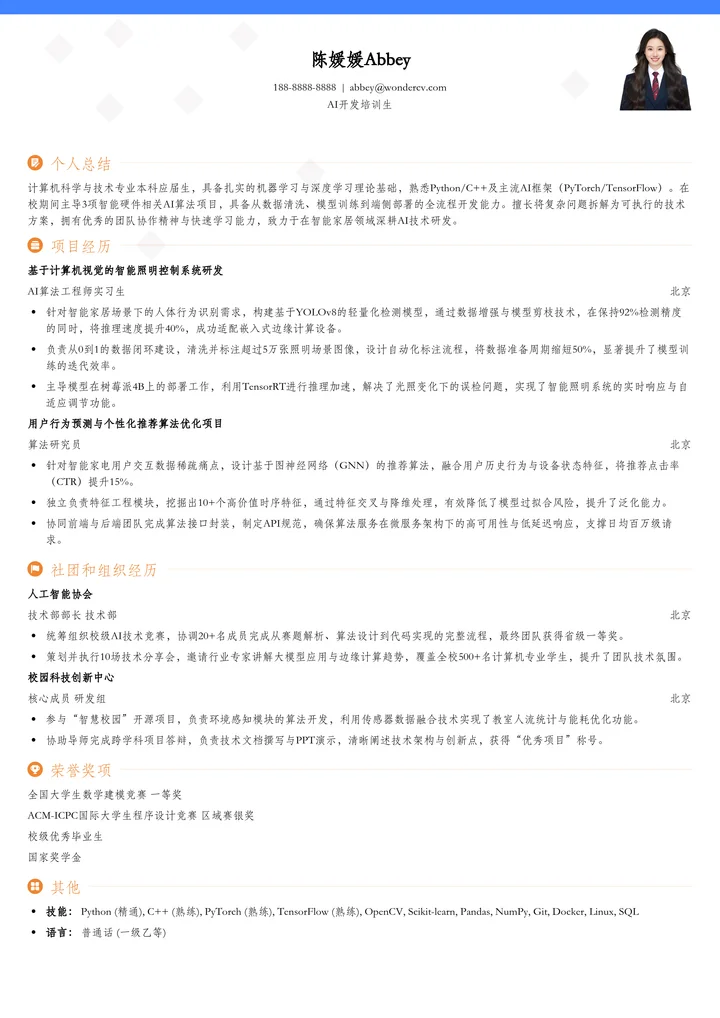 陈媛媛Abbey
188-8888-8888 | abbey@wondercv.com
AI开发培训生
个人总结
计算机科学与技术专业本科应届生，具备扎实的机器学习与深度学习理论基础，熟悉Python/C++及主流AI框架（PyTorch/TensorFlow）。在
校期间主导3项智能硬件相关AI算法项目，具备从数据清洗、模型训练到端侧部署的全流程开发能力。擅长将复杂问题拆解为可执行的技术
方案，拥有优秀的团队协作精神与快速学习能力，致力于在智能家居领域深耕AI技术研发。
项目经历
基于计算机视觉的智能照明控制系统研发
AI算法工程师实习生 北京
• 针对智能家居场景下的人体行为识别需求，构建基于YOLOv8的轻量化检测模型，通过数据增强与模型剪枝技术，在保持92%检测精度
的同时，将推理速度提升40%，成功适配嵌入式边缘计算设备。
• 负责从0到1的数据闭环建设，清洗并标注超过5万张照明场景图像，设计自动化标注流程，将数据准备周期缩短50%，显著提升了模型训
练的迭代效率。
• 主导模型在树莓派4B上的部署工作，利用TensorRT进行推理加速，解决了光照变化下的误检问题，实现了智能照明系统的实时响应与自
适应调节功能。
用户行为预测与个性化推荐算法优化项目
算法研究员 北京
• 针对智能家电用户交互数据稀疏痛点，设计基于图神经网络（GNN）的推荐算法，融合用户历史行为与设备状态特征，将推荐点击率
（CTR）提升15%。
• 独立负责特征工程模块，挖掘出10+个高价值时序特征，通过特征交叉与降维处理，有效降低了模型过拟合风险，提升了泛化能力。
• 协同前端与后端团队完成算法接口封装，制定API规范，确保算法服务在微服务架构下的高可用性与低延迟响应，支撑日均百万级请
求。
社团和组织经历
人工智能协会
技术部部长 技术部 北京
• 统筹组织校级AI技术竞赛，协调20+名成员完成从赛题解析、算法设计到代码实现的完整流程，最终团队获得省级一等奖。
• 策划并执行10场技术分享会，邀请行业专家讲解大模型应用与边缘计算趋势，覆盖全校500+名计算机专业学生，提升了团队技术氛围。
校园科技创新中心
核心成员 研发组 北京
• 参与“智慧校园”开源项目，负责环境感知模块的算法开发，利用传感器数据融合技术实现了教室人流统计与能耗优化功能。
• 协助导师完成跨学科项目答辩，负责技术文档撰写与PPT演示，清晰阐述技术架构与创新点，获得“优秀项目”称号。
荣誉奖项
全国大学生数学建模竞赛 一等奖
ACM-ICPC国际大学生程序设计竞赛 区域赛银奖
校级优秀毕业生
国家奖学金
其他
• 技能： Python (精通), C++ (熟练), PyTorch (熟练), TensorFlow (熟练), OpenCV, Scikit-learn, Pandas, NumPy, Git, Docker, Linux, SQL
• 语言： 普通话 (一级乙等)